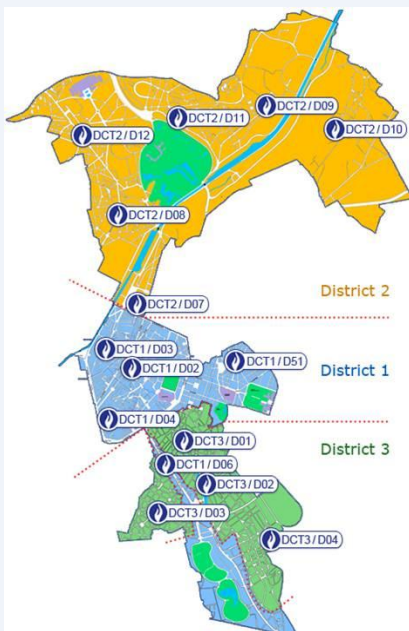 DCT2/D11
DCT2/D09
DCT2/D12
DCT2/D10
DCT2/D08
DCT2/D07
District 2
DCT1/D03
DCT1/D02
DCT1/D51
District 1
DCT1/D04
DCT3/D01
District 3
DCT1/D06
DCT3/D02
DCT3/D03
DCT3/D04